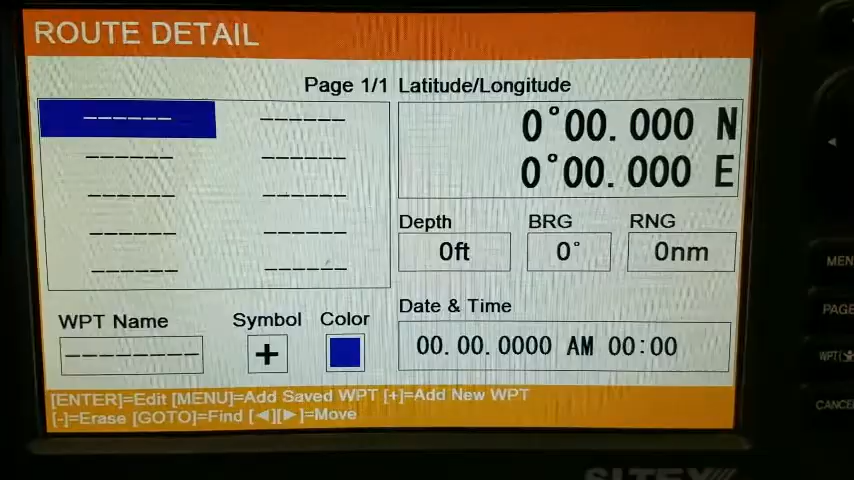 ROUTE DETAIL
Page 1/1 Latitude/Longitude
------ ------
0°00.000 N
------ ------
0°00.000 E
------ ------
Depth BRG RNG
------ ------
0ft 0° 0nm
------ ------
Date & Time
WPT Name Symbol Color
--------- +
00.00.0000 AM 00:00
[ENTER]=Edit [MENU]=Add Saved WPT [+]=Add New WPT
[-]=Erase [GOTO]=Find [◀][▶]=Move
MEN
PAGE
WPT(
CANCEL